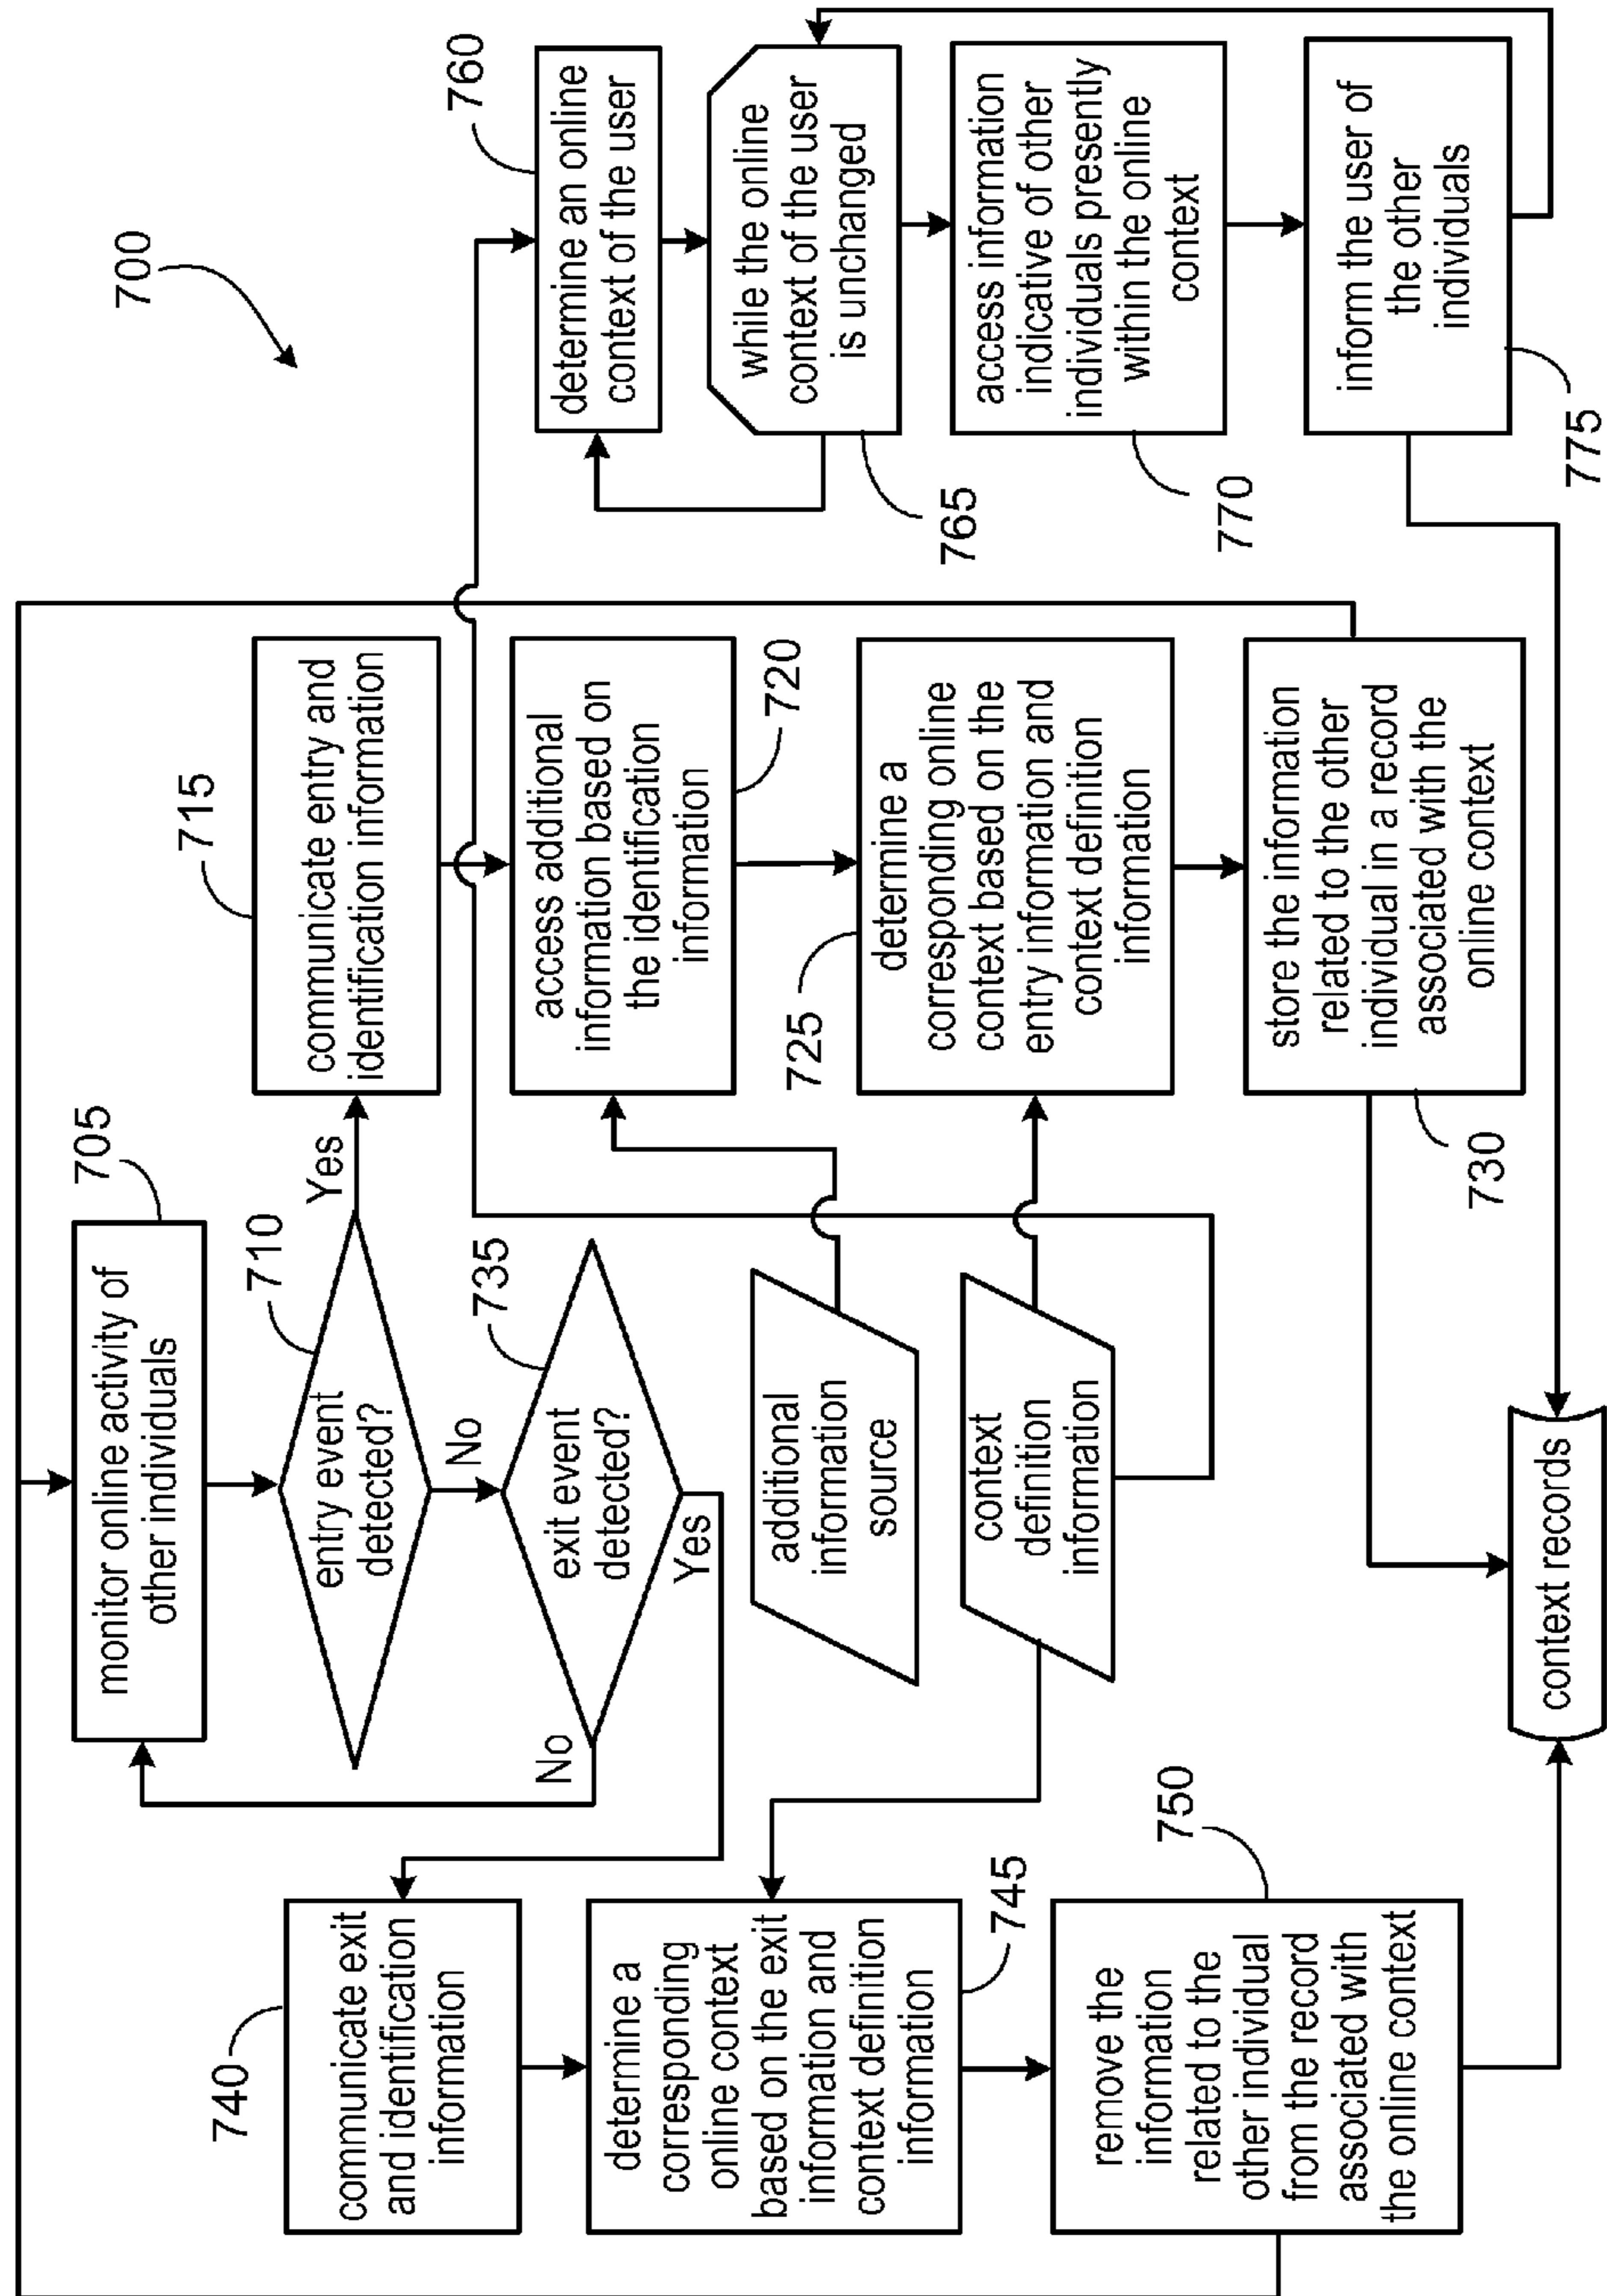 700
705
monitor online activity of
other individuals
710
entry event
detected?
Yes
No
735
exit event
detected?
No
Yes
740
communicate exit
and identification
information
determine a
corresponding
online context
based on the exit
information and
context definition
information
745
750
remove the
information
related to the
other individual
from the record
associated with
the online context
additional
information
source
context
definition
information
context records
715
communicate entry and
identification information
access additional
information based on
the identification
information
720
725
determine a
corresponding online
context based on the
entry information and
context definition
information
store the information
related to the other
individual in a record
associated with the
online context
730
760
determine an online
context of the user
while the online
context of the user
is unchanged
765
access information
indicative of other
individuals presently
within the online
context
770
inform the user of
the other
individuals
775